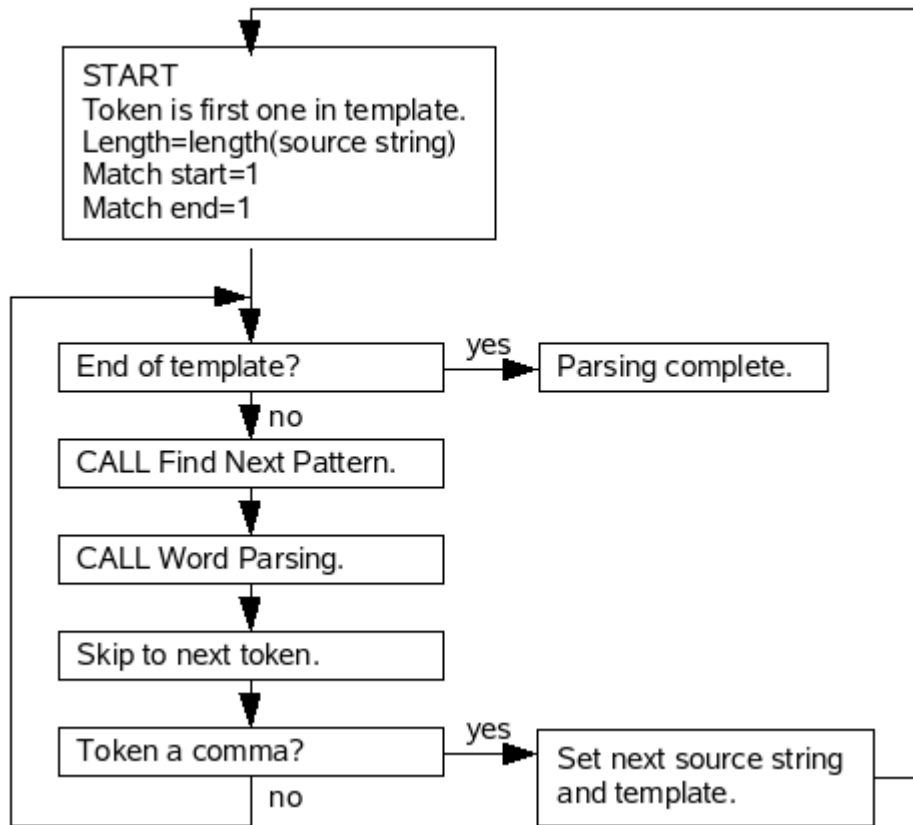 START
Token is first one in template.
Length=length(source string)
Match start=1
Match end=1
End of template?
yes
Parsing complete.
no
CALL Find Next Pattern.
CALL Word Parsing.
Skip to next token.
Token a comma?
yes
Set next source string
and template.
no